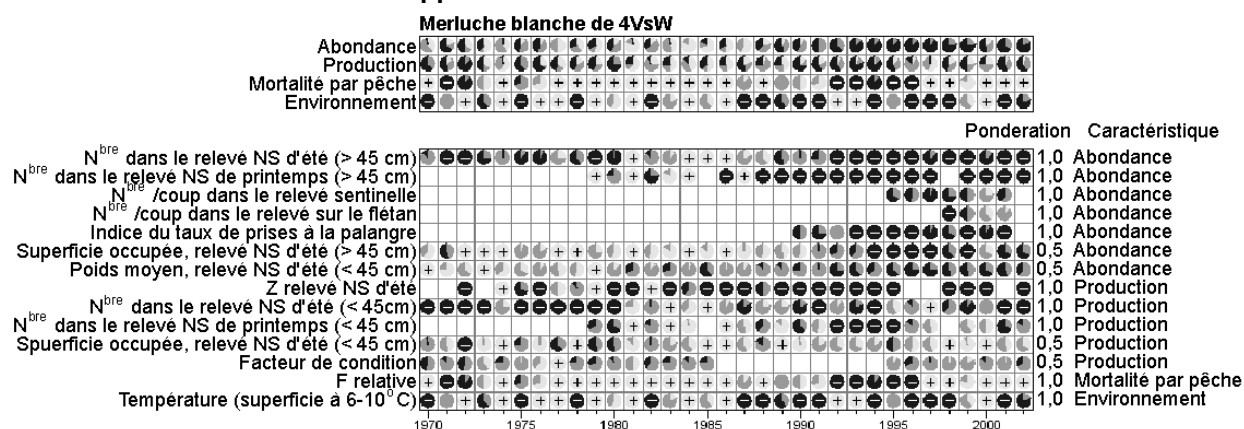 Merluche blanche de 4VsW
Abondance
Production
Mortalité par pêche
Environnement
Ponderation Caractéristique
Nbre dans le relevé NS d'été (> 45 cm) 1,0 Abondance
Nbre dans le relevé NS de printemps (> 45 cm) 1,0 Abondance
Nbre /coup dans le relevé sentinelle 1,0 Abondance
Nbre /coup dans le relevé sur le flétan 1,0 Abondance
Indice du taux de prises à la palangre 1,0 Abondance
Superficie occupée, relevé NS d'été (> 45 cm) 0,5 Abondance
Poids moyen, relevé NS d'été (< 45 cm) 0,5 Abondance
Z relevé NS d'été 1,0 Production
Nbre dans le relevé NS d'été (< 45cm) 1,0 Production
Nbre dans le relevé NS de printemps (< 45 cm) 1,0 Production
Spuerficie occupée, relevé NS d'été (< 45 cm) 0,5 Production
Facteur de condition 0,5 Production
F relative 1,0 Mortalité par pêche
Température (superficie à 6-10°C) 1,0 Environnement
1970 1975 1980 1985 1990 1995 2000